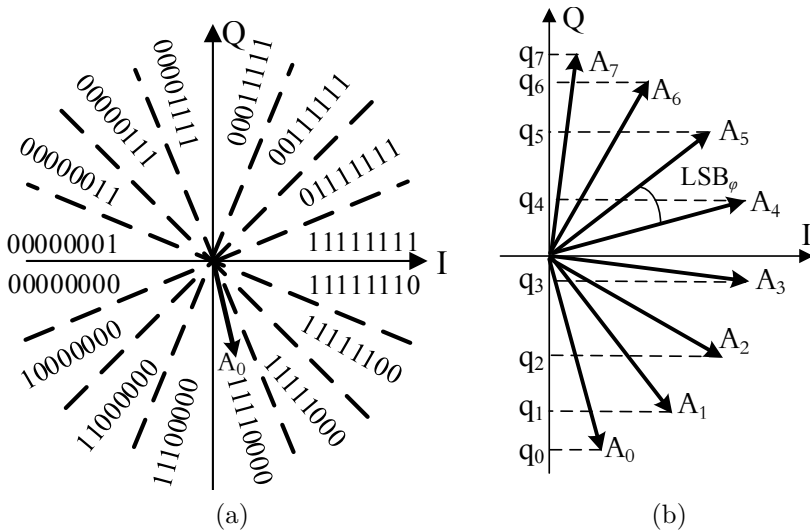 Q
00001111
00011111
00000111
00111111
00000011
01111111
00000001
11111111
I
00000000
11111110
10000000
11111100
11000000
11111000
11100000
11110000
A₀
(a)
Q
q₇
A₇
q₆
A₆
q₅
A₅
LSBᵩ
q₄
A₄
I
q₃
A₃
q₂
A₂
q₁
A₁
q₀
A₀
(b)